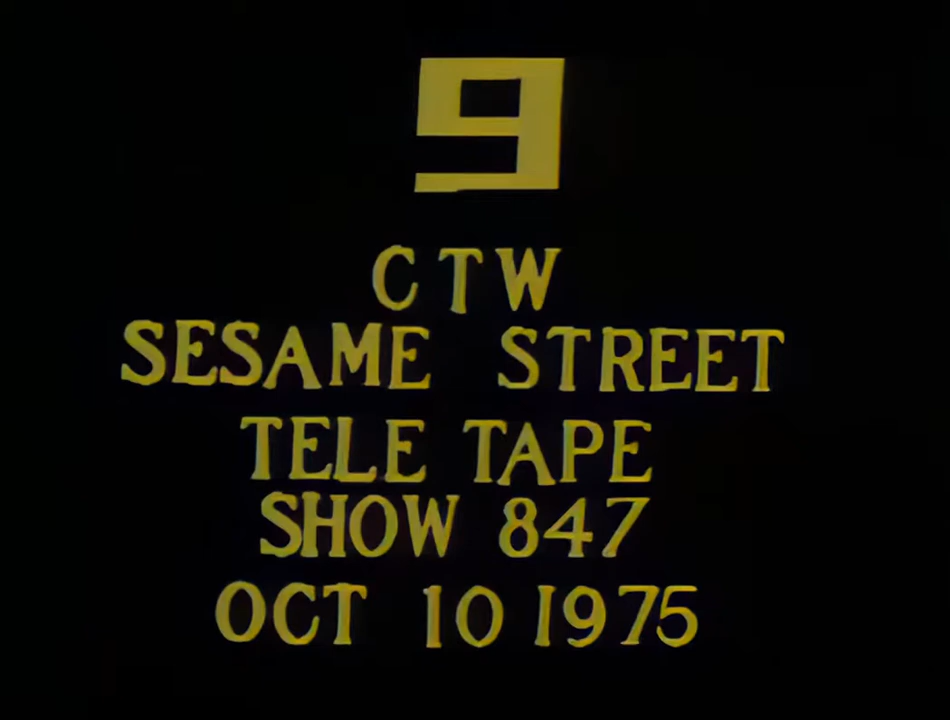 9
CTW
SESAME STREET
TELE TAPE
SHOW 847
OCT 10 1975